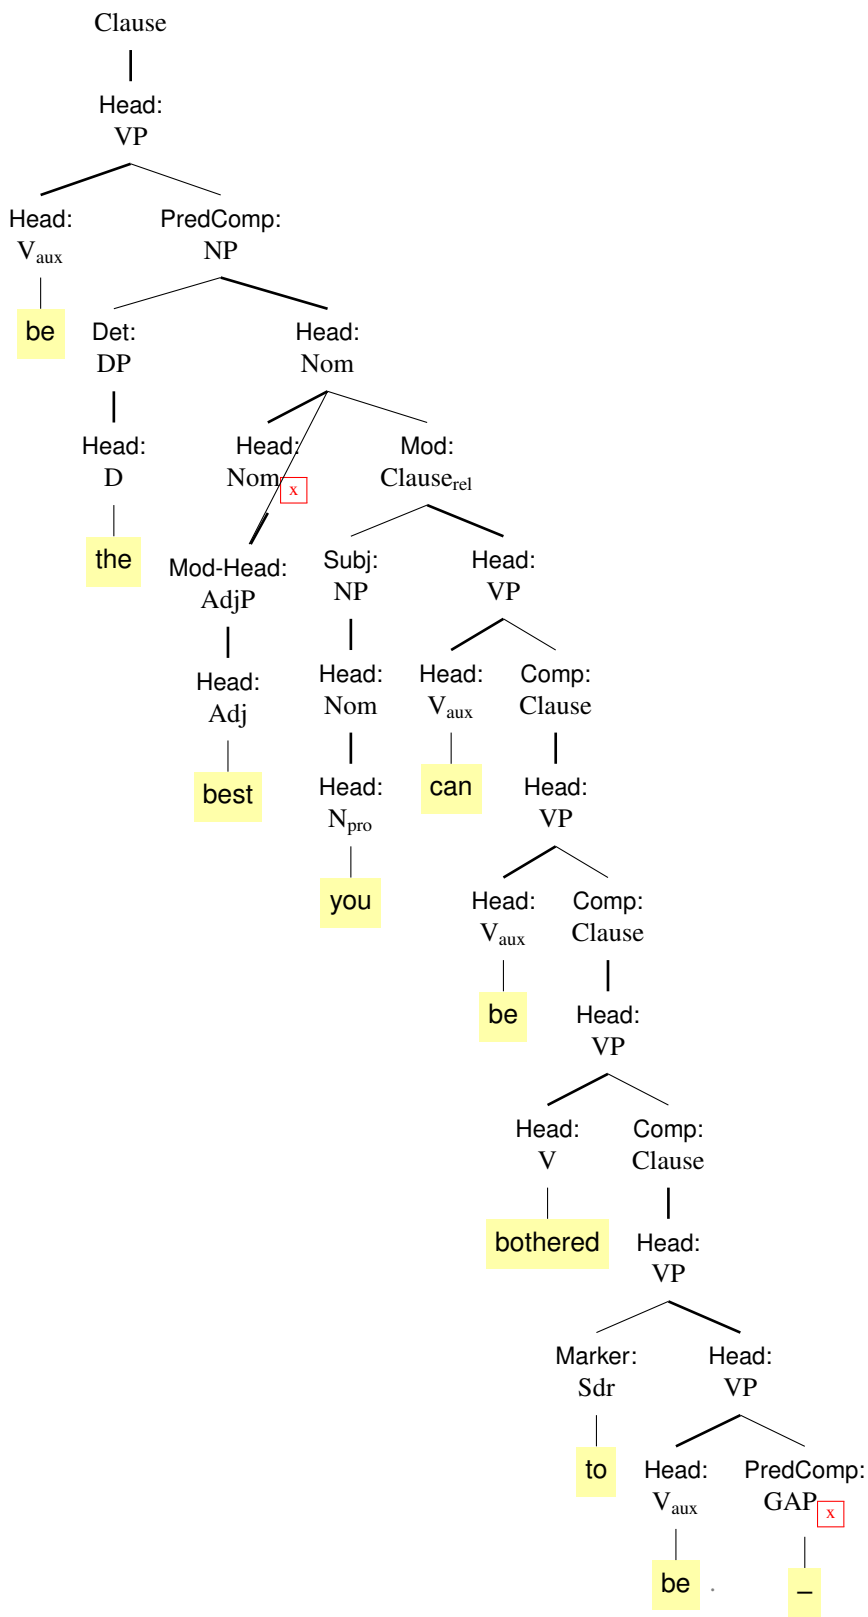 Clause
Head:
VP
Head: PredComp:
Vaux NP
be Det: Head:
DP Nom
Head: Head: Mod:
D Nom x Clauserel
the Mod-Head: Subj: Head:
AdjP NP VP
Head: Head: Head: Comp:
Adj Nom Vaux Clause
best Head: can Head:
Npro VP
you Head: Comp:
Vaux Clause
be Head:
VP
Head: Comp:
V Clause
bothered Head:
VP
Marker: Head:
Sdr VP
to Head: PredComp:
Vaux GAP x
be . –